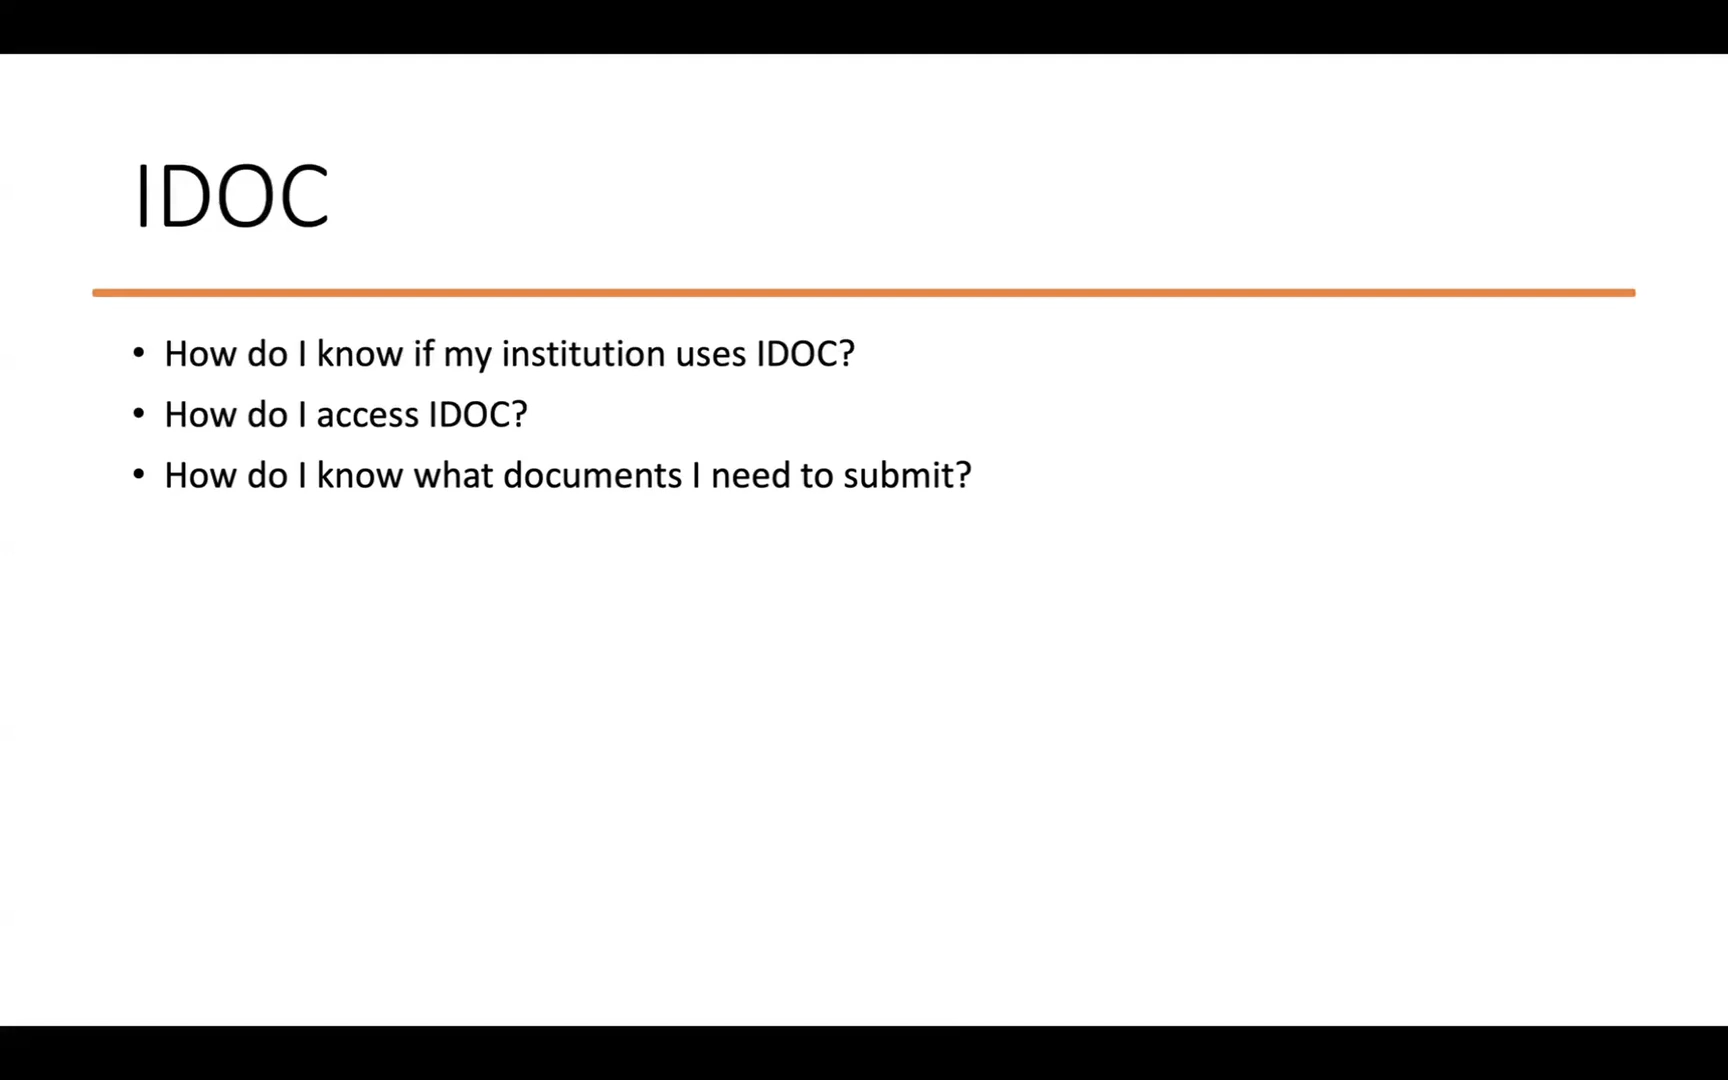 IDOC
• How do I know if my institution uses IDOC?
• How do I access IDOC?
• How do I know what documents I need to submit?